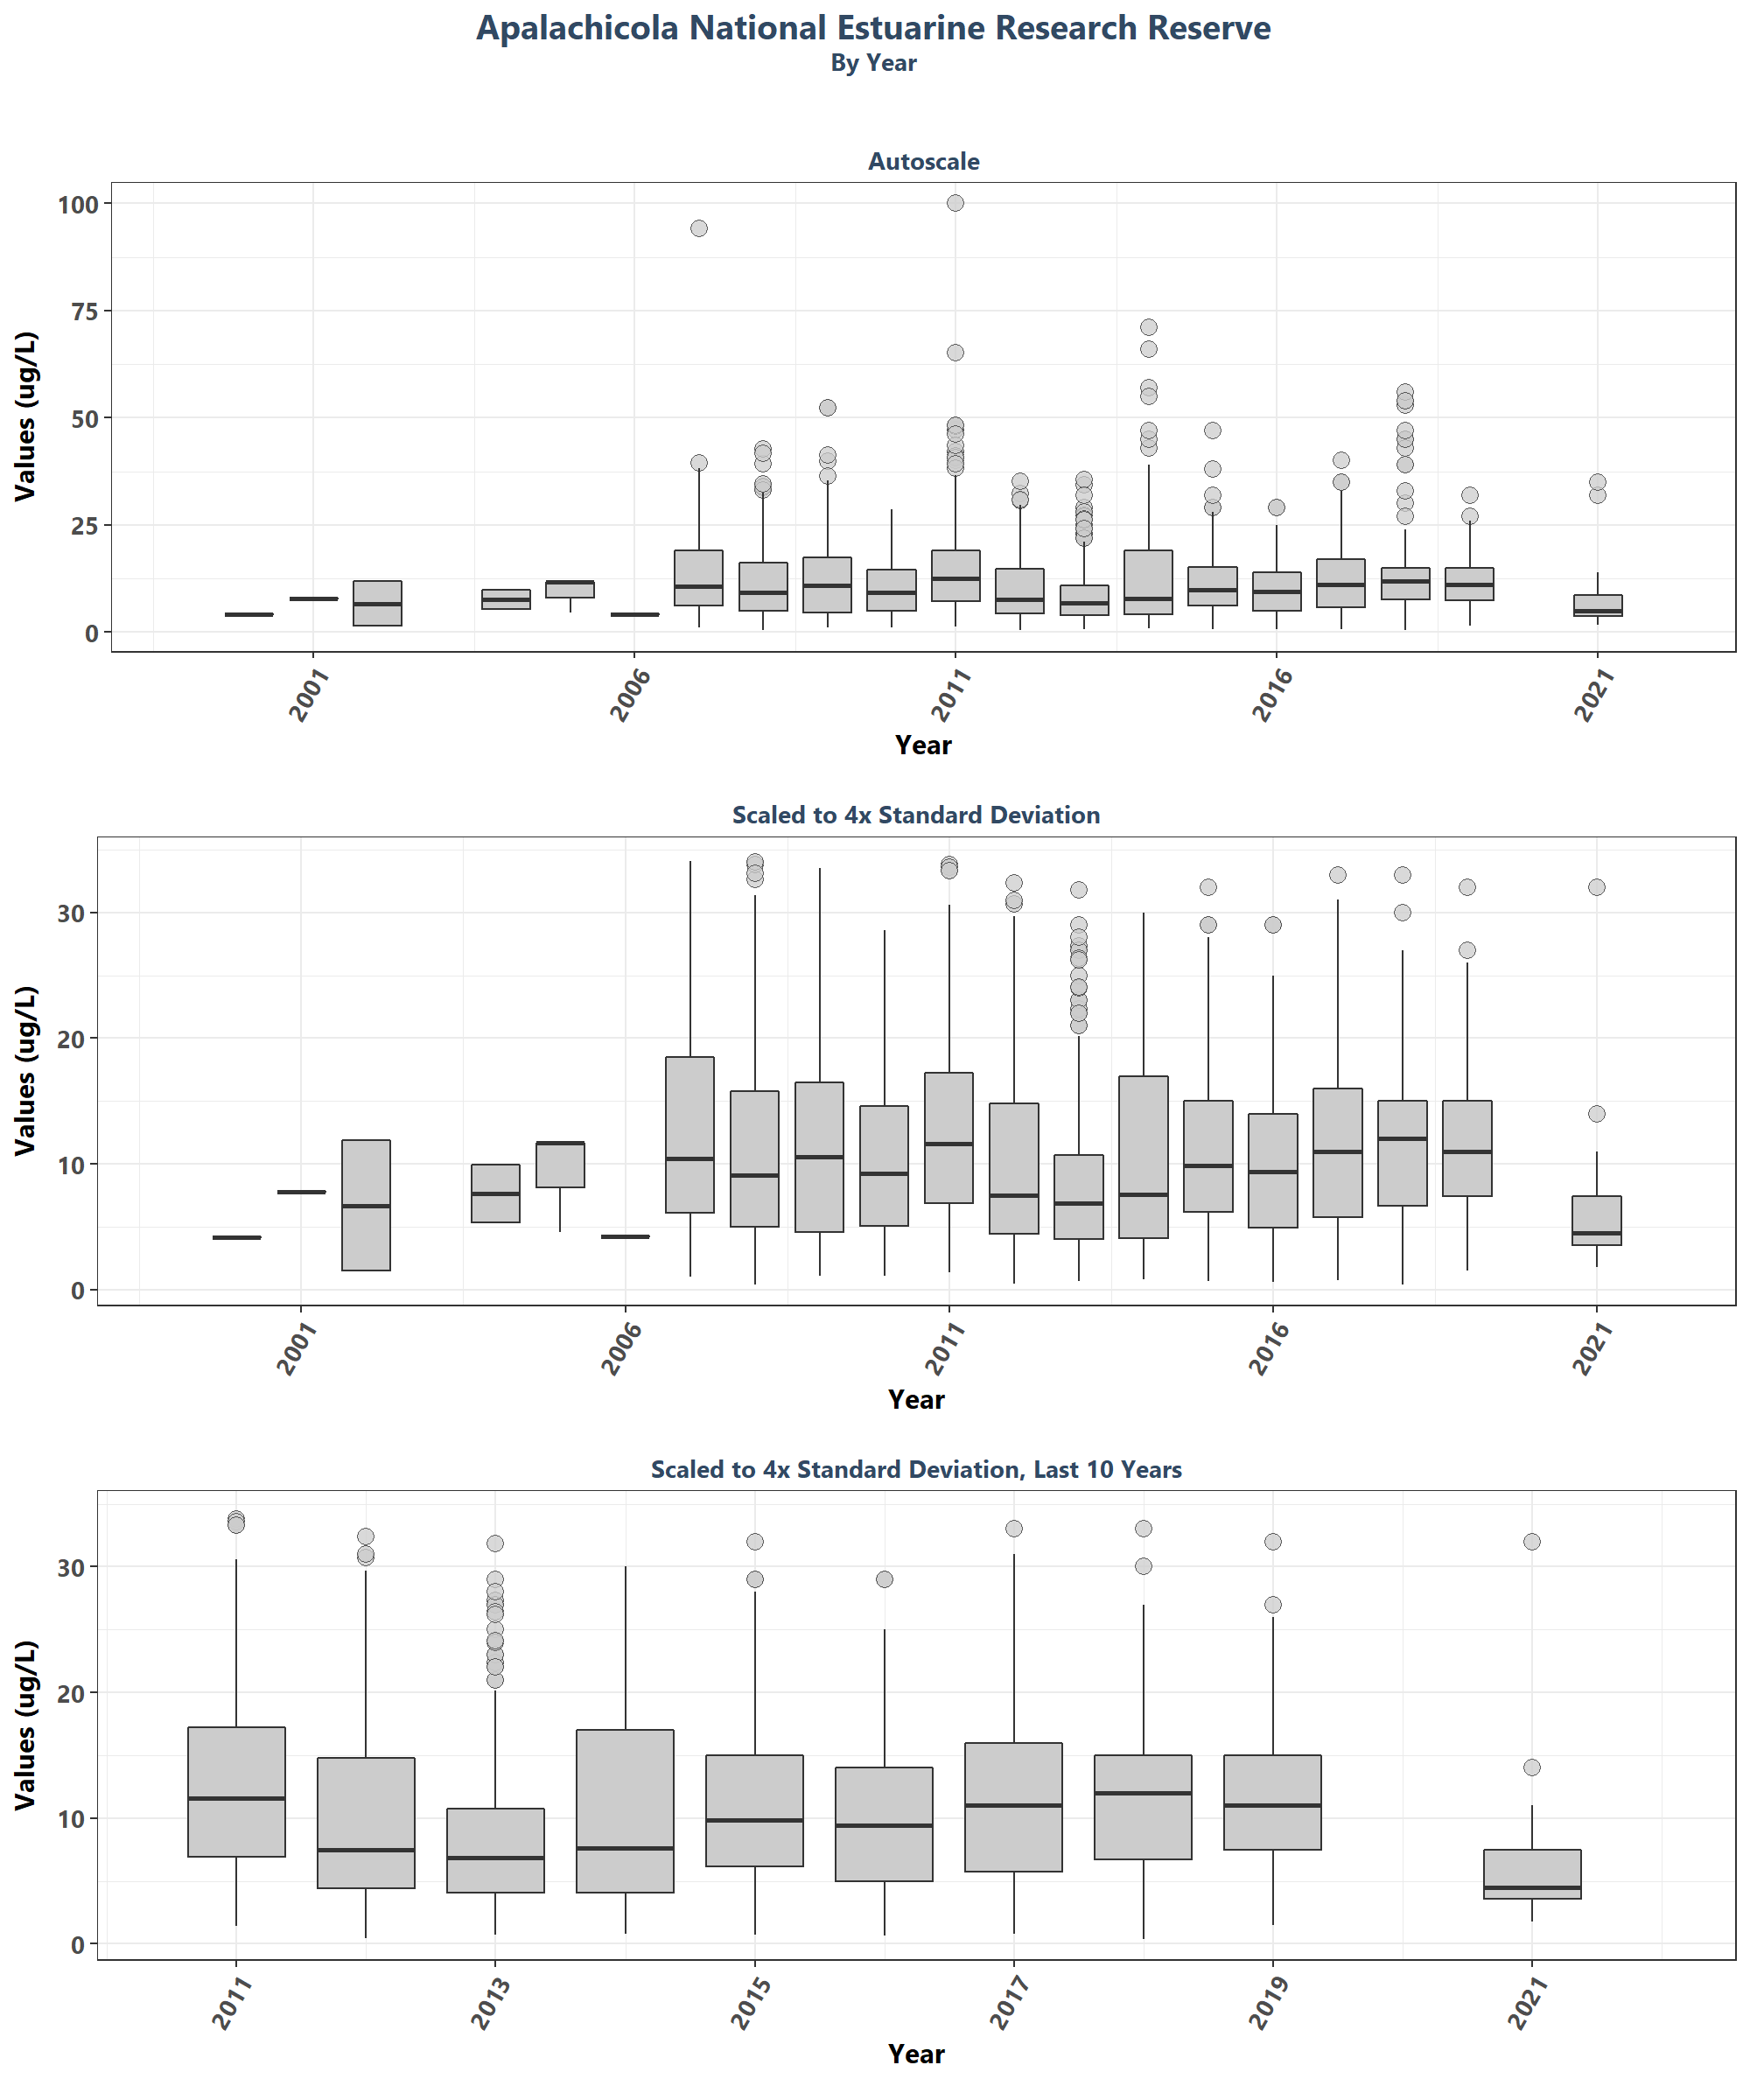 Apalachicola National Estuarine Research Reserve
By Year
Autoscale
Values (ug/L)
100
75
50
25
0
2001
2006
2011
2016
2021
Year
Scaled to 4x Standard Deviation
Values (ug/L)
30
20
10
0
2001
2006
2011
2016
2021
Year
Scaled to 4x Standard Deviation, Last 10 Years
Values (ug/L)
30
20
10
0
2011
2013
2015
2017
2019
2021
Year